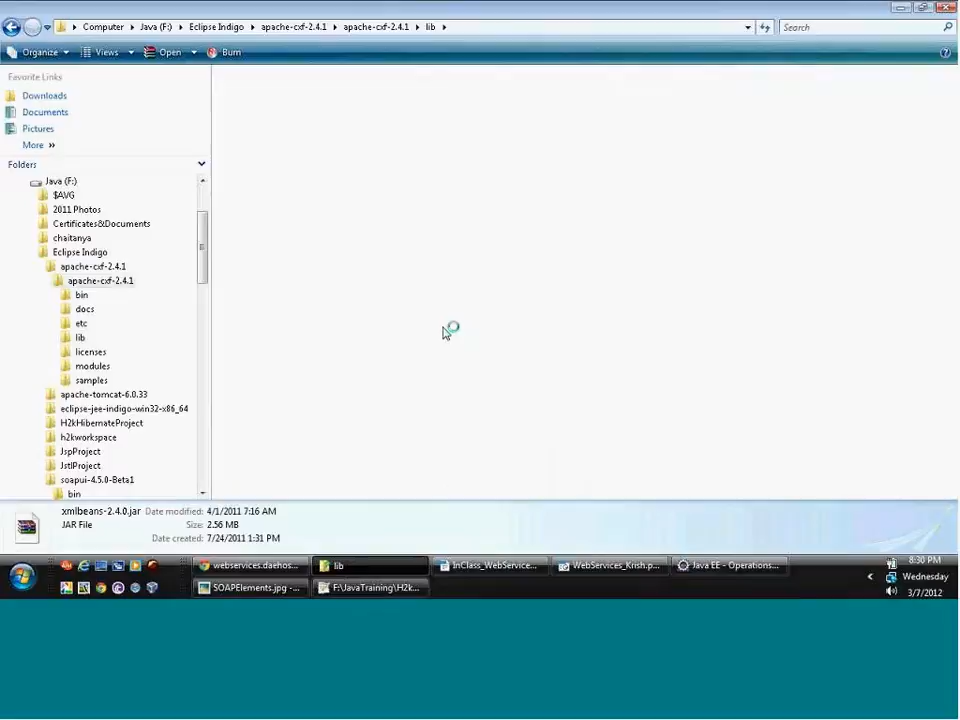 Computer ▸ Java (F:) ▸ Eclipse Indigo ▸ apache-cxf-2.4.1 ▸ apache-cxf-2.4.1 ▸ lib ▸
Search
Organize Views Open Burn
Favorite Links
Downloads
Documents
Pictures
More »
Folders
Java (F:)
$AVG
2011 Photos
Certificates&Documents
chaitanya
Eclipse Indigo
apache-cxf-2.4.1
apache-cxf-2.4.1
bin
docs
etc
lib
licenses
modules
samples
apache-tomcat-6.0.33
eclipse-jee-indigo-win32-x86_64
H2kHibernateProject
h2kworkspace
JspProject
JstlProject
soapui-4.5.0-Beta1
bin
xmlbeans-2.4.0.jar Date modified: 4/1/2011 7:16 AM
JAR File Size: 2.56 MB
Date created: 7/24/2011 1:31 PM
webservices.daehos... lib InClass_WebService... WebServices_Krish.p... Java EE - Operations... 8:30 PM
Wednesday
SOAPElements.jpg -... F:\JavaTraining\H2k... 3/7/2012